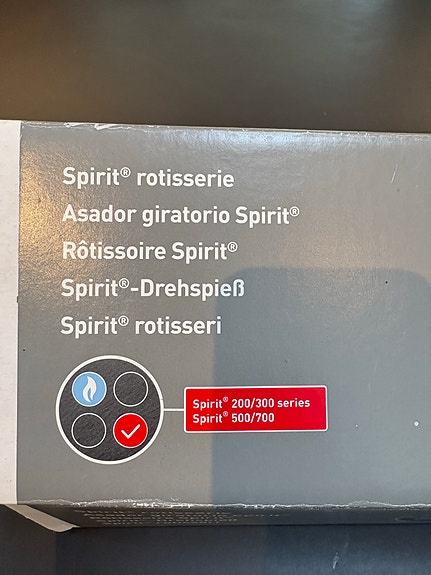 Spirit® rotisserie
Asador giratorio Spirit®
Rôtissoire Spirit®
Spirit®-Drehspieß
Spirit® rotisseri
Spirit® 200/300 series
Spirit® 500/700